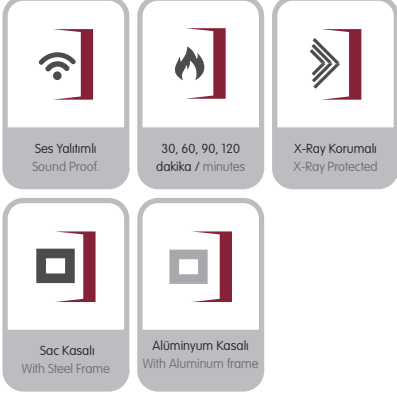 Ses Yalıtımlı
Sound Proof.
30, 60, 90, 120
dakika / minutes
X-Ray Korumalı
X-Ray Protected
Sac Kasalı
With Steel Frame
Alüminyum Kasalı
With Aluminum frame